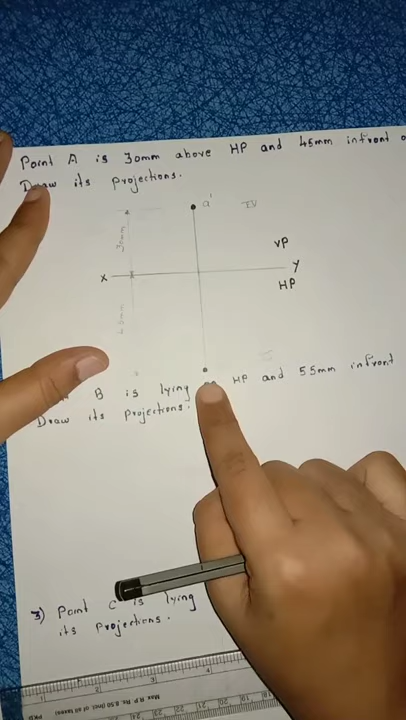 Point A is 30mm above HP and 45mm infront
Draw its projections.
a'
IV
30mm
VP
X
Y
HP
45mm
B is lying
HP and 55mm infront
Draw its projections.
3) Point C is lying
its projections.